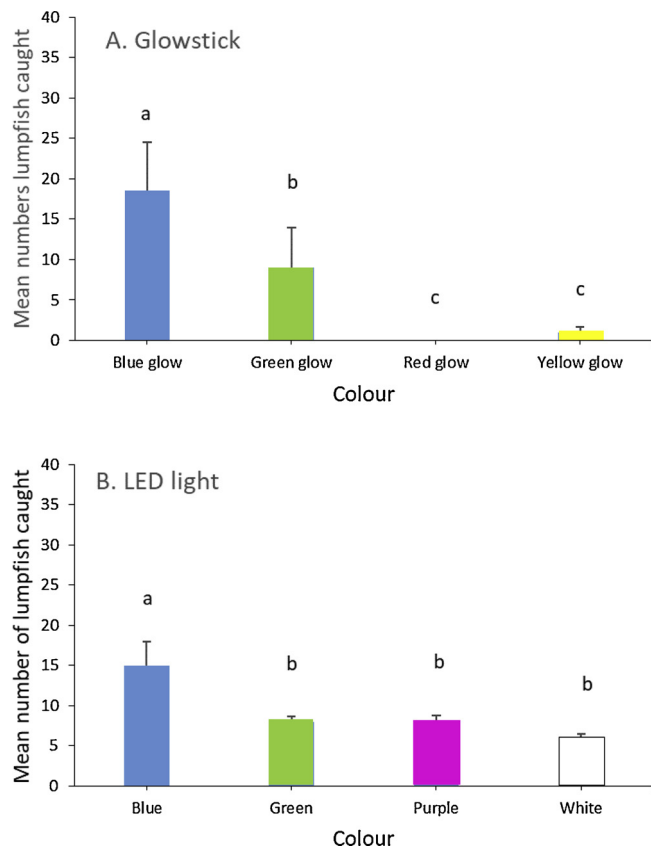 A. Glowstick
Mean numbers lumpfish caught
40
35
30
25
20
15
10
5
0
a
b
c
c
Blue glow Green glow Red glow Yellow glow
Colour
B. LED light
Mean number of lumpfish caught
40
35
30
25
20
15
10
5
0
a
b
b
b
Blue Green Purple White
Colour